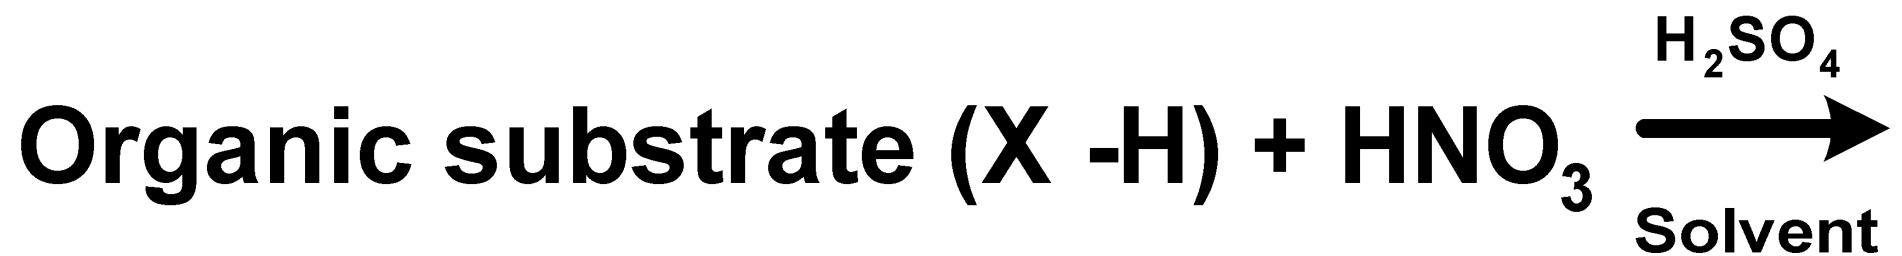 H₂SO₄
Organic substrate (X -H) + HNO₃
Solvent